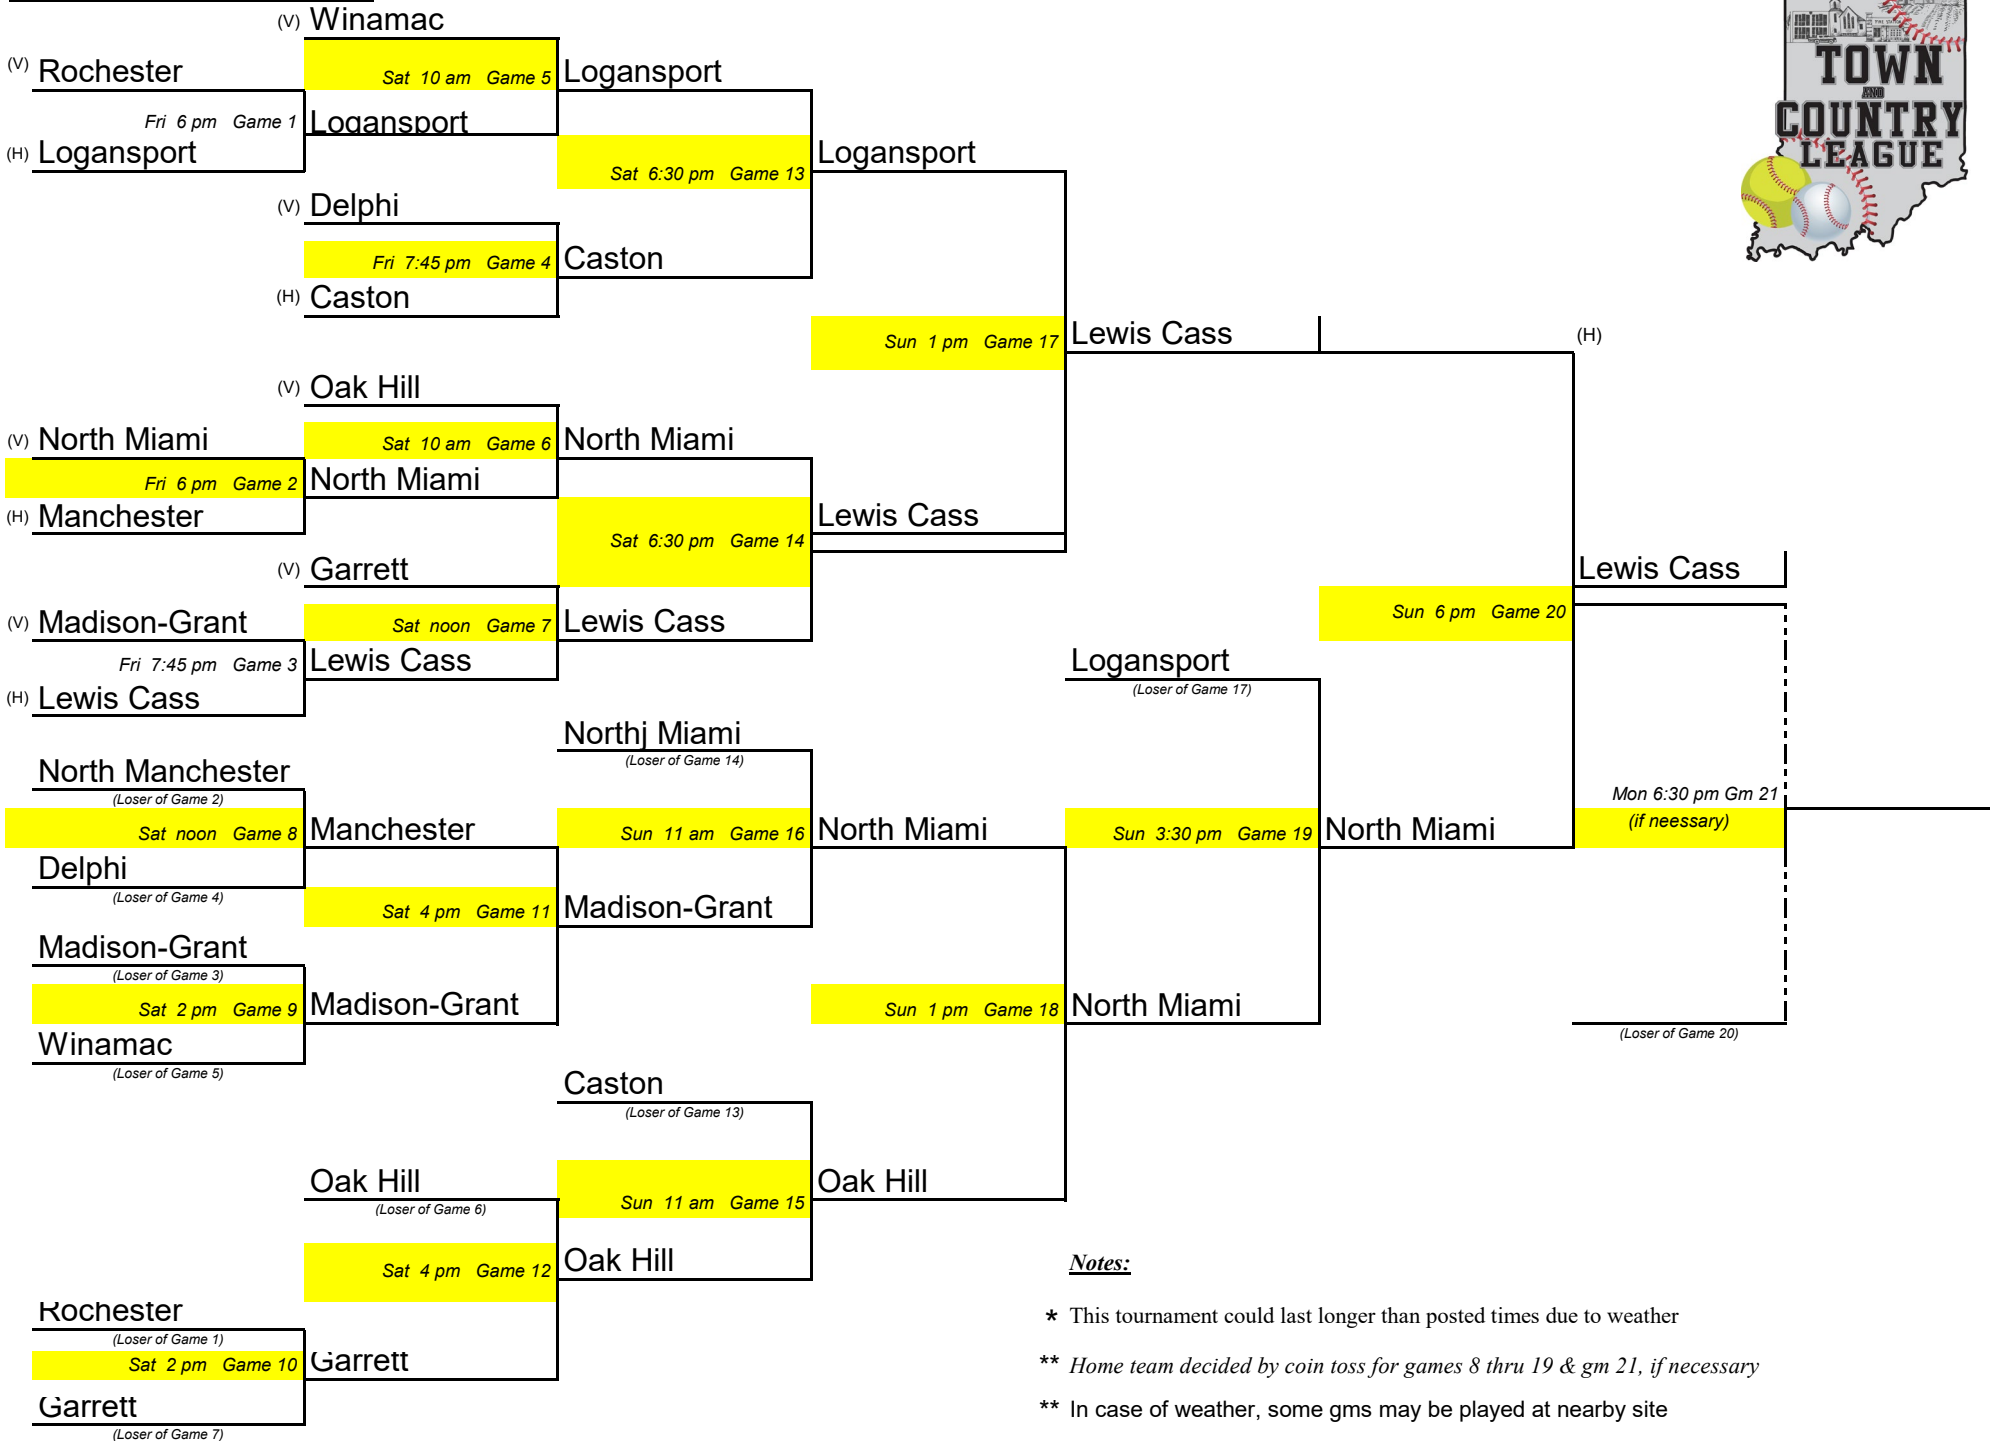 (V) Winamac
(V) Rochester
Sat 10 am Game 5
Logansport
Fri 6 pm Game 1
Logansport
(H) Logansport
Sat 6:30 pm Game 13
Logansport
(V) Delphi
Fri 7:45 pm Game 4
Caston
(H) Caston
Sun 1 pm Game 17
Lewis Cass
(H)
(V) Oak Hill
(V) North Miami
Sat 10 am Game 6
North Miami
Fri 6 pm Game 2
North Miami
(H) Manchester
Sat 6:30 pm Game 14
Lewis Cass
(V) Garrett
Lewis Cass
(V) Madison-Grant
Sat noon Game 7
Lewis Cass
Sun 6 pm Game 20
Fri 7:45 pm Game 3
Lewis Cass
Logansport
(Loser of Game 17)
(H) Lewis Cass
Northj Miami
(Loser of Game 14)
North Manchester
(Loser of Game 2)
Mon 6:30 pm Gm 21
(if neessary)
Sat noon Game 8
Manchester
Sun 11 am Game 16
North Miami
Sun 3:30 pm Game 19
North Miami
Delphi
(Loser of Game 4)
Sat 4 pm Game 11
Madison-Grant
Madison-Grant
(Loser of Game 3)
Sat 2 pm Game 9
Madison-Grant
Sun 1 pm Game 18
North Miami
Winamac
(Loser of Game 5)
(Loser of Game 20)
Caston
(Loser of Game 13)
Oak Hill
(Loser of Game 6)
Sun 11 am Game 15
Oak Hill
Sat 4 pm Game 12
Oak Hill
Rochester
(Loser of Game 1)
Sat 2 pm Game 10
Garrett
Garrett
(Loser of Game 7)
Notes:
* This tournament could last longer than posted times due to weather
** Home team decided by coin toss for games 8 thru 19 & gm 21, if necessary
** In case of weather, some gms may be played at nearby site
TOWN
AND
COUNTRY
LEAGUE